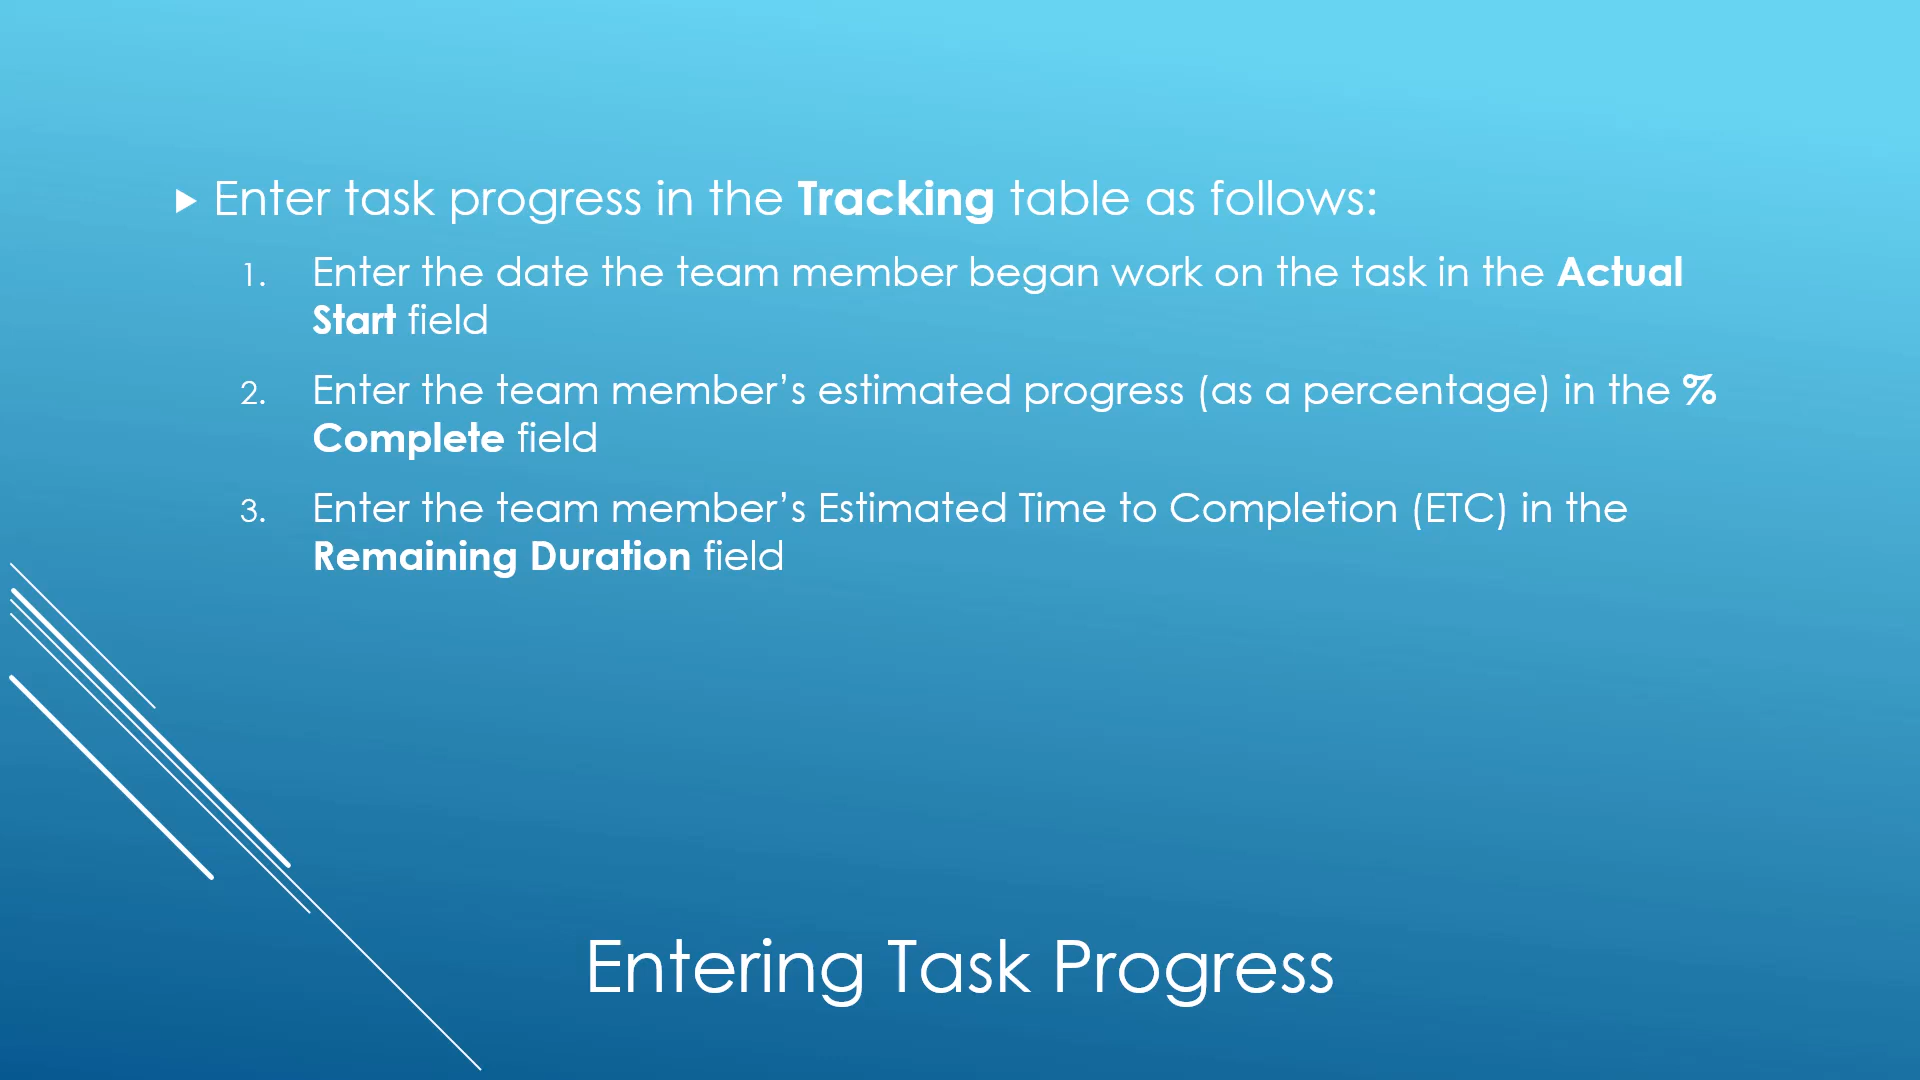 Enter task progress in the Tracking table as follows:
1. Enter the date the team member began work on the task in the Actual
Start field
2. Enter the team member’s estimated progress (as a percentage) in the %
Complete field
3. Enter the team member’s Estimated Time to Completion (ETC) in the
Remaining Duration field
Entering Task Progress